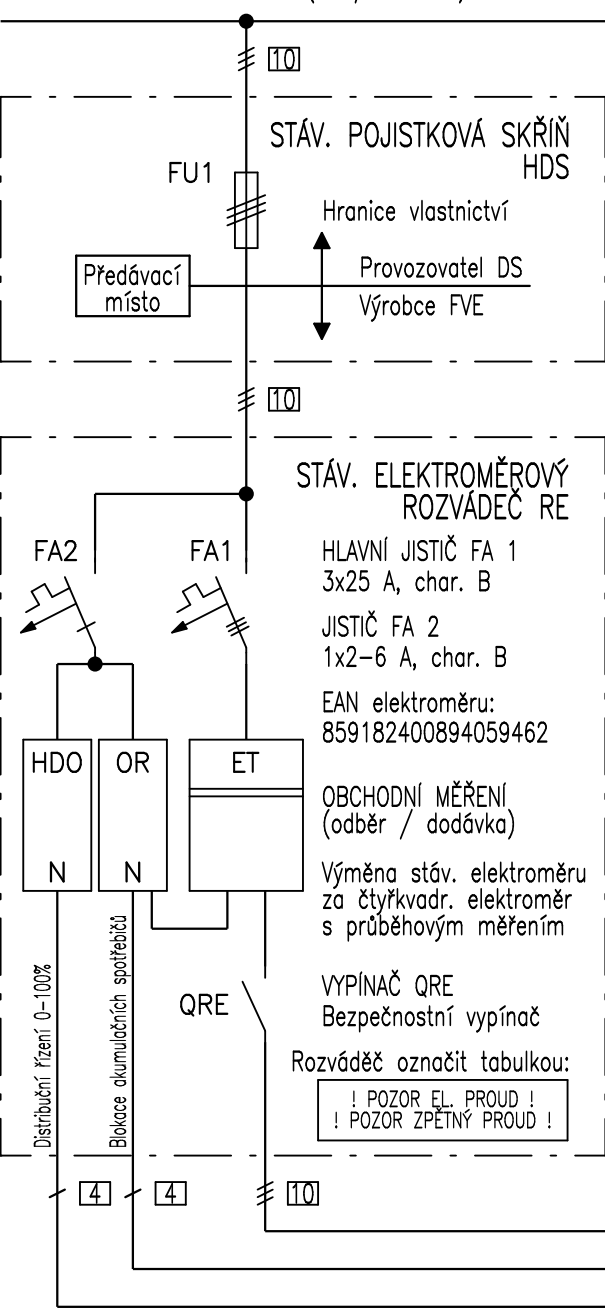 10
STÁV. POJISTKOVÁ SKŘÍŇ
HDS
FU1
Hranice vlastnictví
Předávací
místo
Provozovatel DS
Výrobce FVE
10
STÁV. ELEKTROMĚROVÝ
ROZVÁDEČ RE
FA2
FA1
HLAVNÍ JISTIČ FA 1
3x25 A, char. B
JISTIČ FA 2
1x2-6 A, char. B
EAN elektroměru:
859182400894059462
HDO
OR
ET
OBCHODNÍ MĚŘENÍ
(odběr / dodávka)
N
N
Výměna stáv. elektroměru
za čtyřkvadr. elektroměr
s průběhovým měřením
Distribuční řízení 0-100%
Blokace akumulačních spotřebičů
QRE
VYPÍNAČ QRE
Bezpečnostní vypínač
Rozváděč označit tabulkou:
! POZOR EL. PROUD !
! POZOR ZPĚTNÝ PROUD !
4
4
10